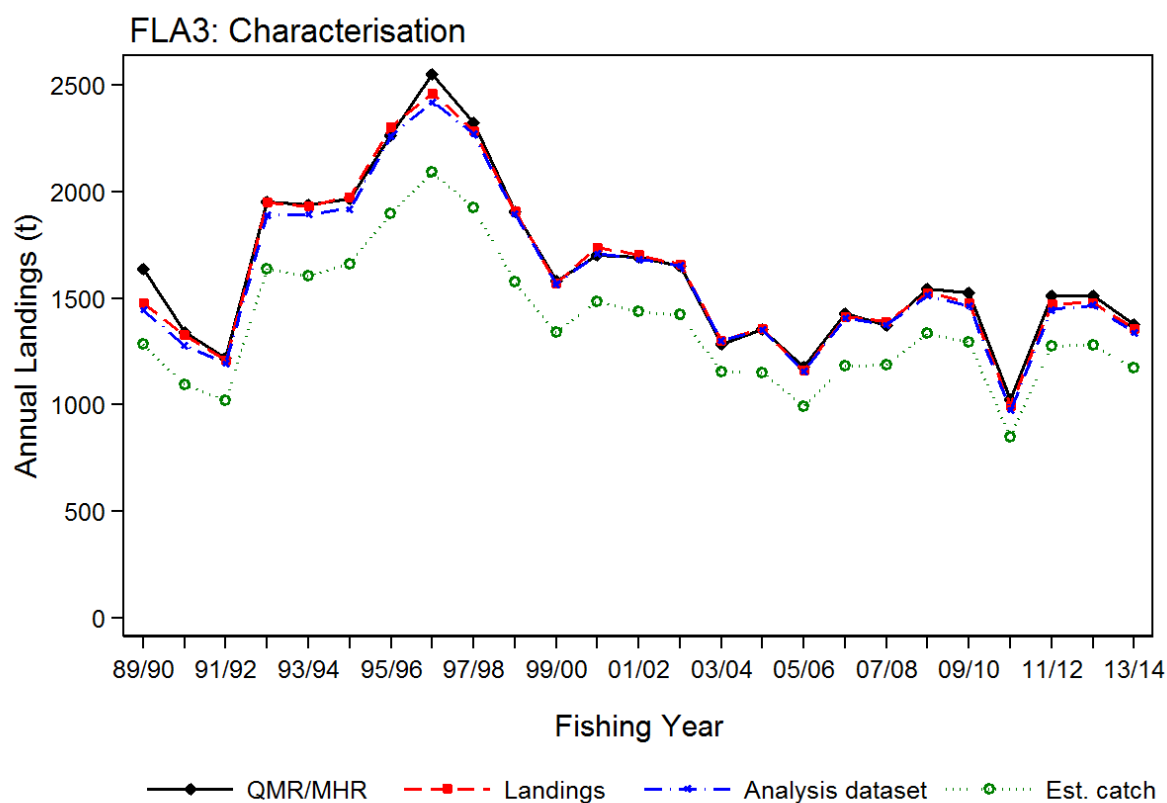 FLA3: Characterisation
Annual Landings (t)
2500
2000
1500
1000
500
0
89/90 91/92 93/94 95/96 97/98 99/00 01/02 03/04 05/06 07/08 09/10 11/12 13/14
Fishing Year
QMR/MHR Landings Analysis dataset Est. catch